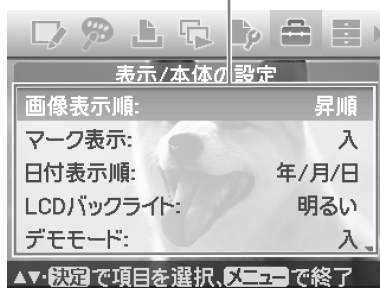 表示/本体の設定
画像表示順: 昇順
マーク表示: 入
日付表示順: 年/月/日
LCDバックライト: 明るい
デモモード: 入
▲▼・決定で項目を選択、メニューで終了